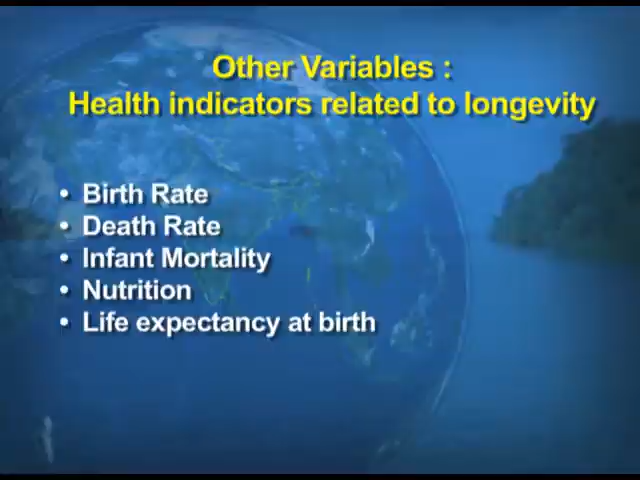 Other Variables :
Health indicators related to longevity
• Birth Rate
• Death Rate
• Infant Mortality
• Nutrition
• Life expectancy at birth